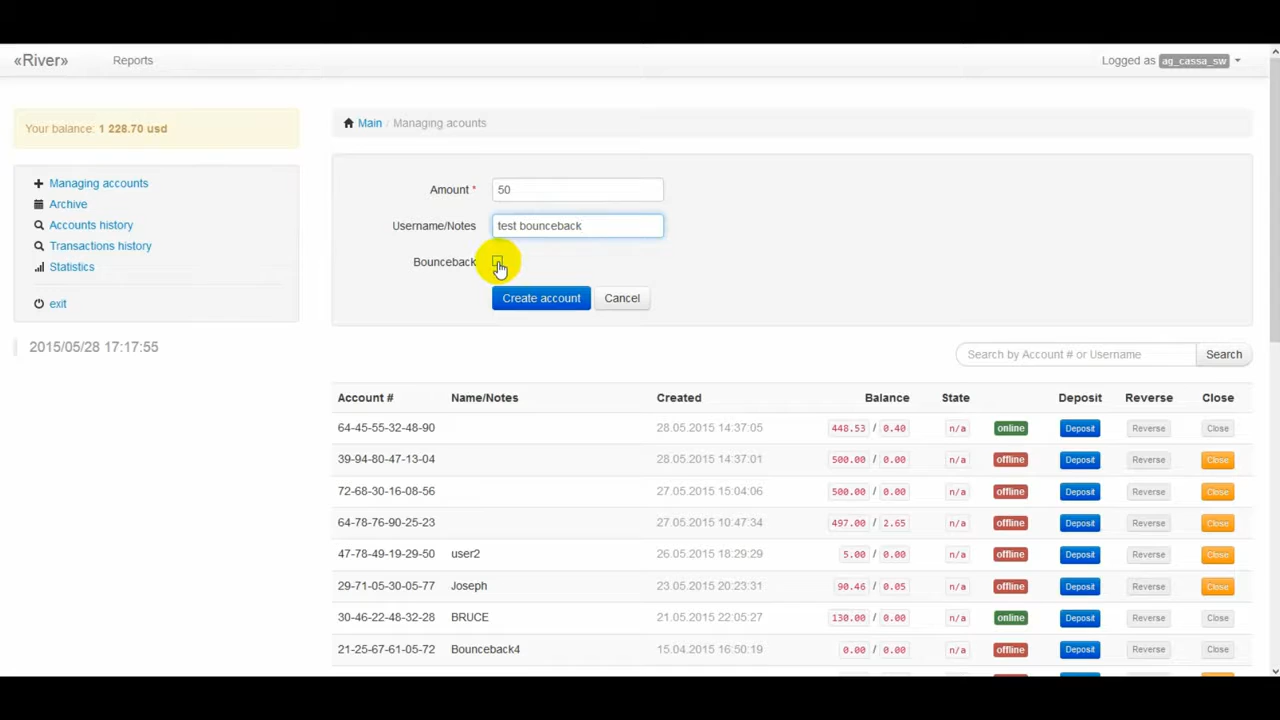 «River» Reports Logged as ag_cassa_sw
Your balance: 1 228.70 usd
Managing accounts
Archive
Accounts history
Transactions history
Statistics
exit
2015/05/28 17:17:55
Main / Managing acounts
Amount * 50
Username/Notes test bounceback
Bounceback
Create account Cancel
Search by Account # or Username Search
Account # Name/Notes Created Balance State Deposit Reverse Close
64-45-55-32-48-90 28.05.2015 14:37:05 448.53 / 0.40 n/a online Deposit Reverse Close
39-94-80-47-13-04 28.05.2015 14:37:01 500.00 / 0.00 n/a offline Deposit Reverse Close
72-68-30-16-08-56 27.05.2015 15:04:06 500.00 / 0.00 n/a offline Deposit Reverse Close
64-78-76-90-25-23 27.05.2015 10:47:34 497.00 / 2.65 n/a offline Deposit Reverse Close
47-78-49-19-29-50 user2 26.05.2015 18:29:29 5.00 / 0.00 n/a offline Deposit Reverse Close
29-71-05-30-05-77 Joseph 23.05.2015 20:23:31 90.46 / 0.05 n/a offline Deposit Reverse Close
30-46-22-48-32-28 BRUCE 21.05.2015 22:05:27 130.00 / 0.00 n/a online Deposit Reverse Close
21-25-67-61-05-72 Bounceback4 15.04.2015 16:50:19 0.00 / 0.00 n/a offline Deposit Reverse Close